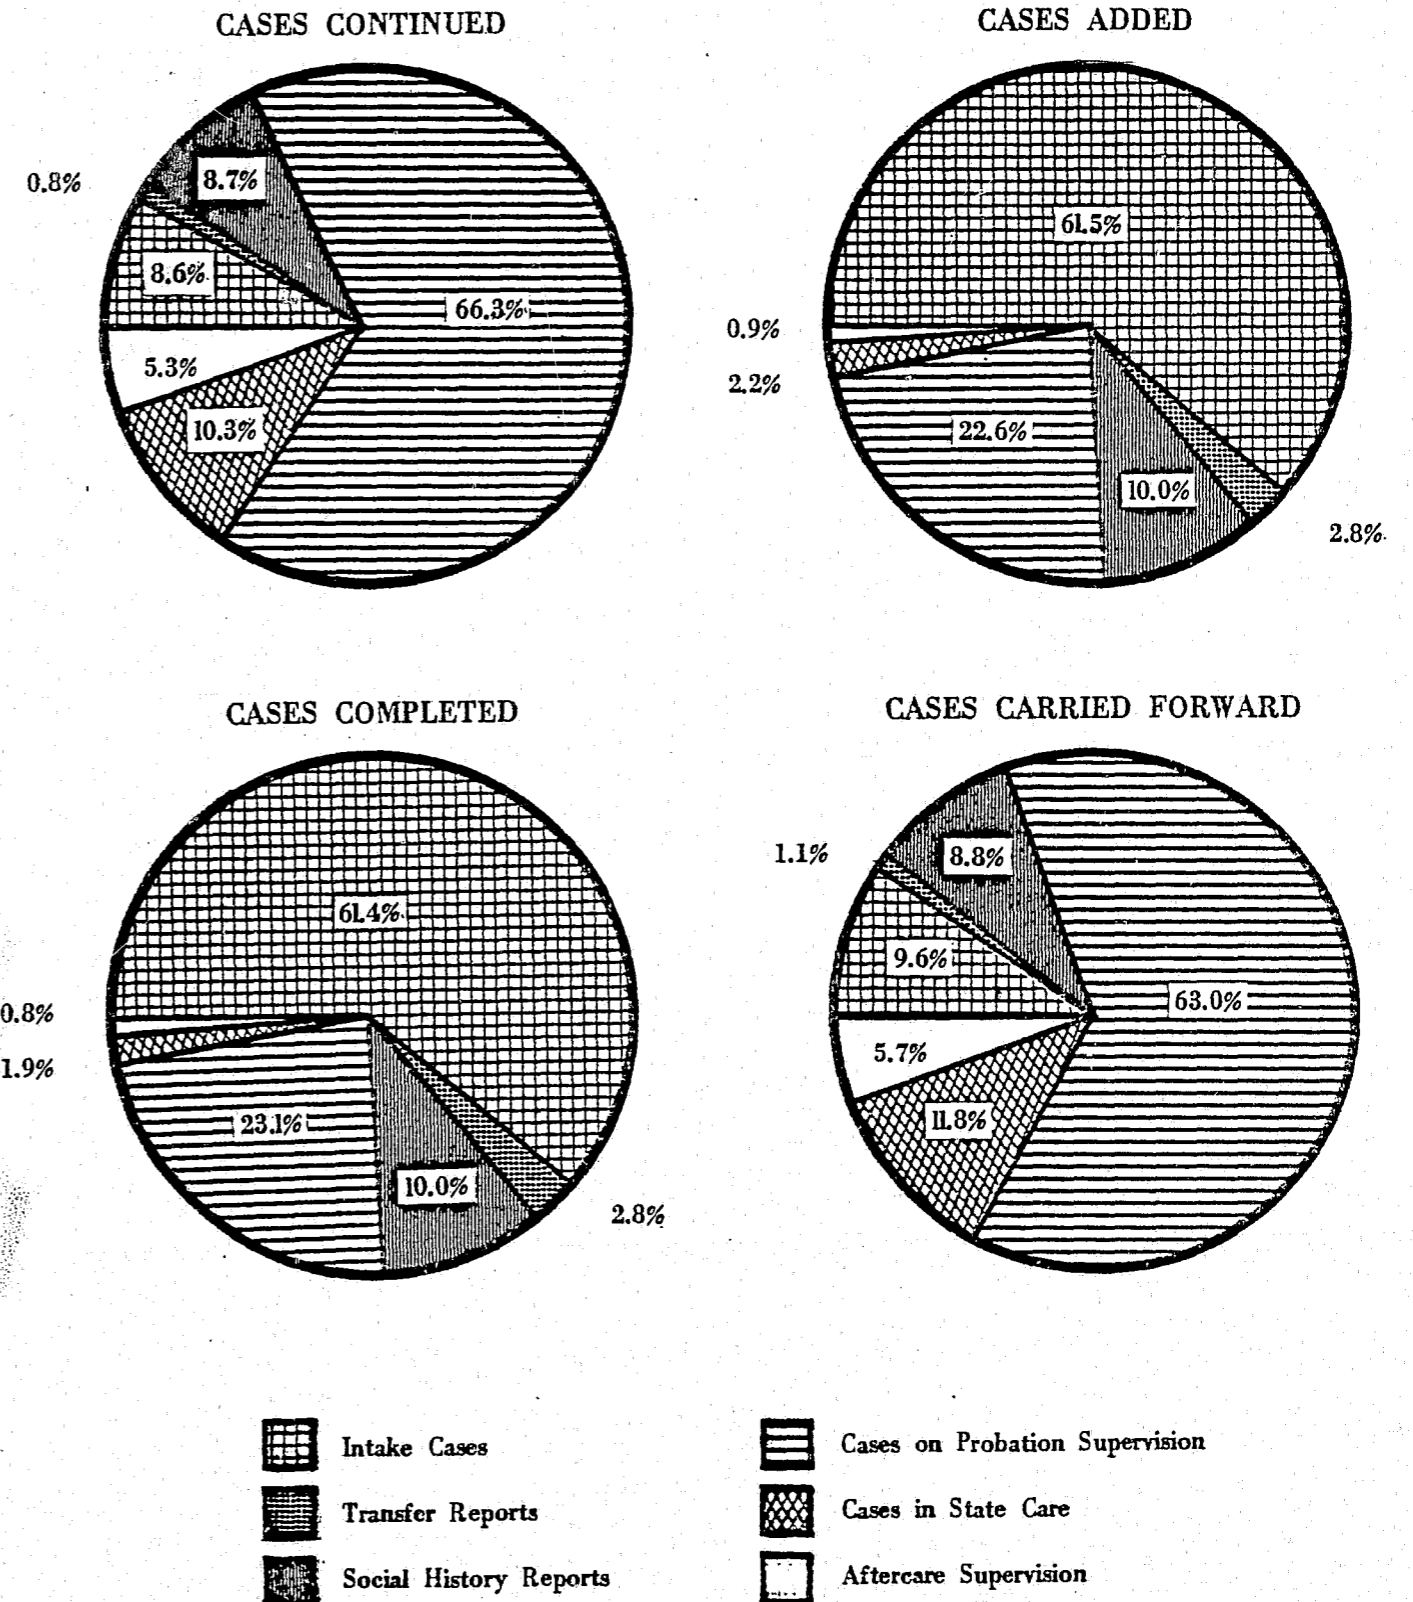 CASES CONTINUED
0.8%
8.7%
8.6%
66.3%
5.3%
10.3%
CASES ADDED
61.5%
0.9%
2.2%
22.6%
10.0%
2.8%
CASES COMPLETED
61.4%
0.8%
1.9%
23.1%
10.0%
2.8%
CASES CARRIED FORWARD
1.1%
8.8%
9.6%
63.0%
5.7%
11.8%
Intake Cases
Transfer Reports
Social History Reports
Cases on Probation Supervision
Cases in State Care
Aftercare Supervision